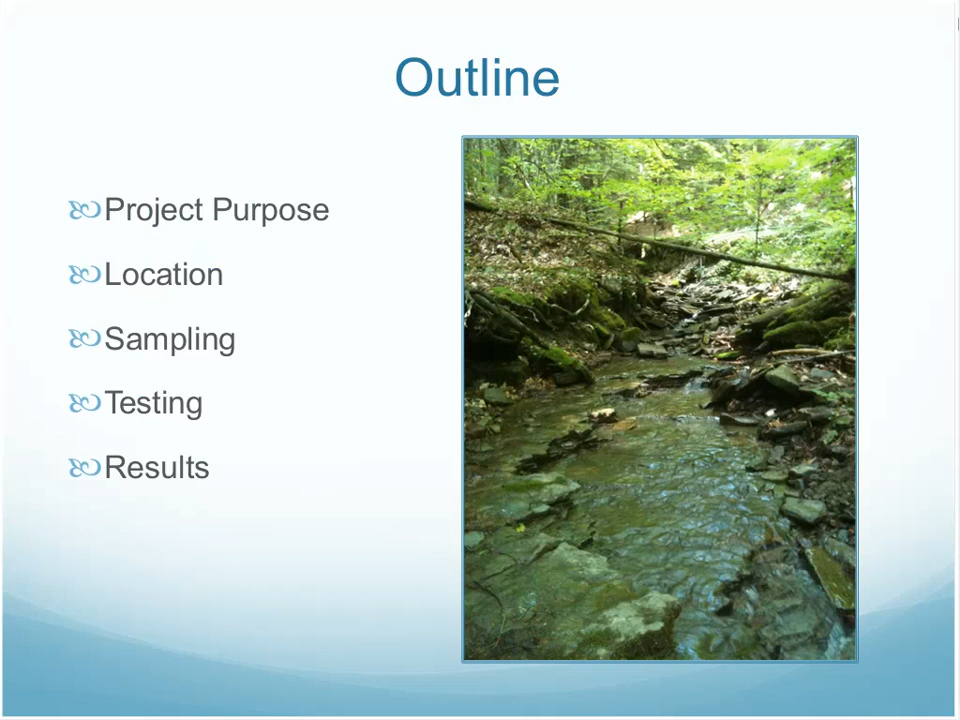 Outline
Project Purpose
Location
Sampling
Testing
Results